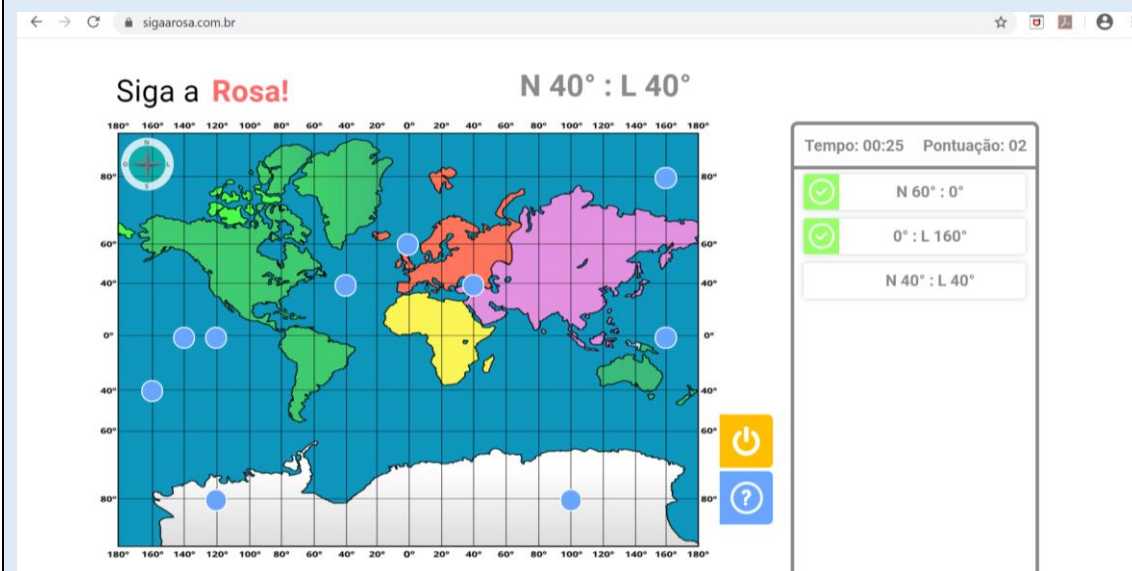 sigaarosa.com.br
Siga a Rosa!
N 40° : L 40°
180° 160° 140° 120° 100° 80° 60° 40° 20° 0° 20° 40° 60° 80° 100° 120° 140° 160° 180°
N
O L
S
80° 80°
60° 60°
40° 40°
0° 0°
40° 40°
60° 60°
80° 80°
180° 160° 140° 120° 100° 80° 60° 40° 20° 0° 20° 40° 60° 80° 100° 120° 140° 160° 180°
?
Tempo: 00:25 Pontuação: 02
N 60° : 0°
0° : L 160°
N 40° : L 40°